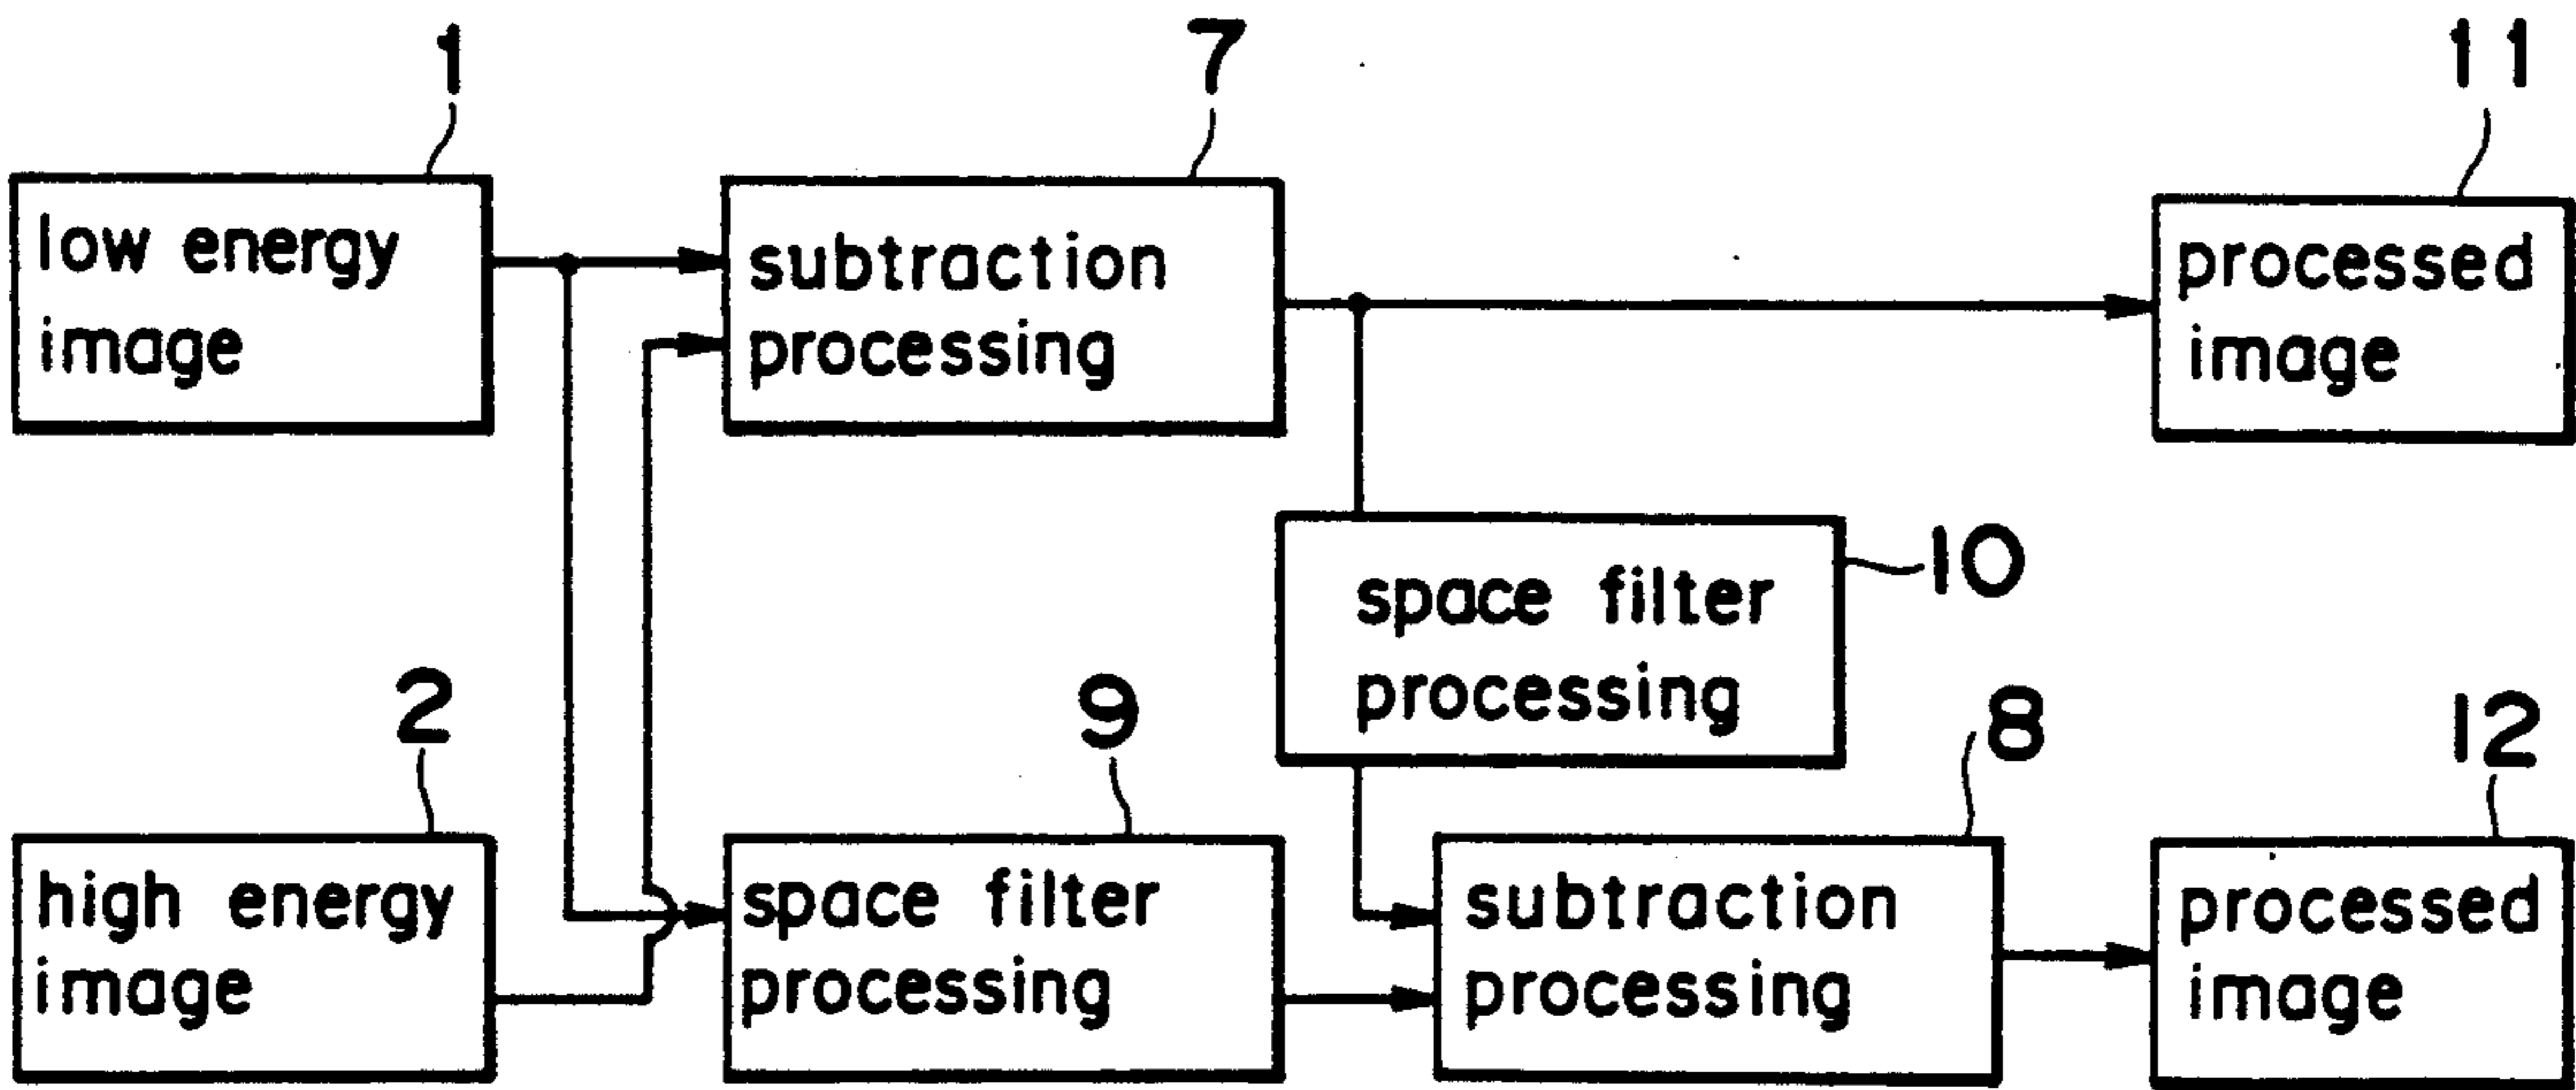 1
low energy
image
7
subtraction
processing
11
processed
image
10
space filter
processing
2
high energy
image
9
space filter
processing
8
subtraction
processing
12
processed
image